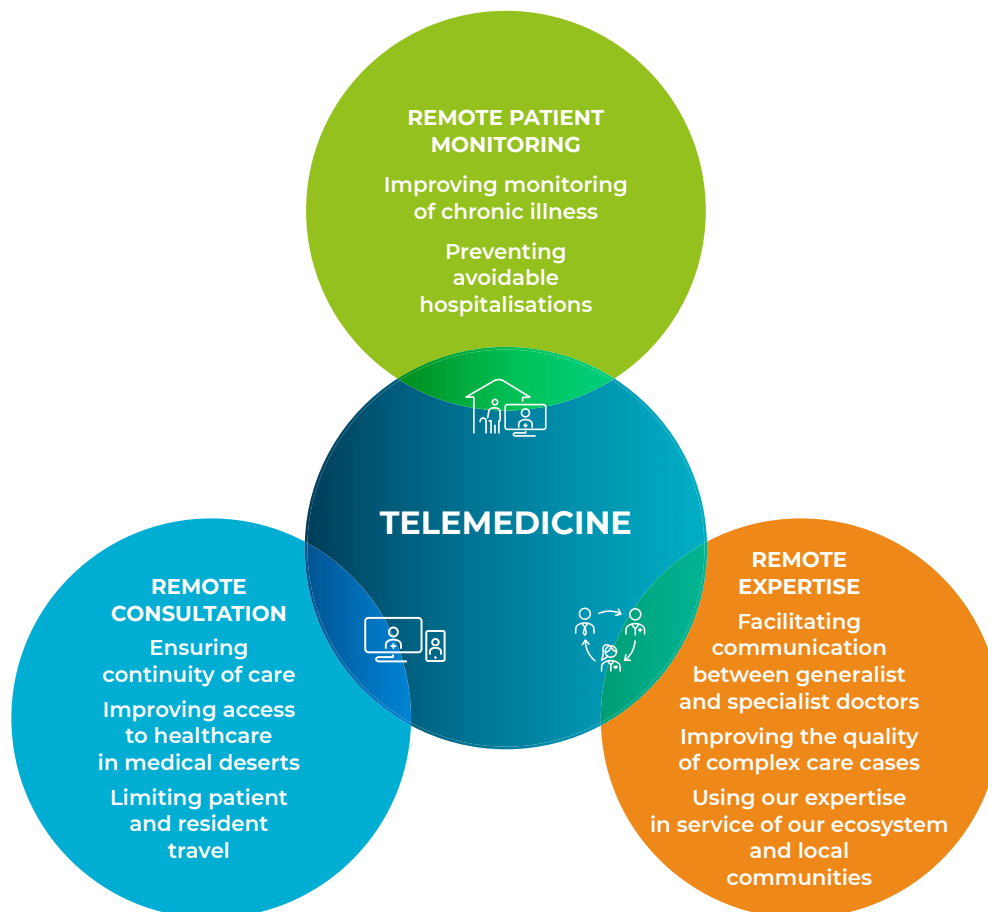 REMOTE PATIENT
MONITORING
Improving monitoring
of chronic illness
Preventing
avoidable
hospitalisations
TELEMEDICINE
REMOTE
CONSULTATION
Ensuring
continuity of care
Improving access
to healthcare
in medical deserts
Limiting patient
and resident
travel
REMOTE
EXPERTISE
Facilitating
communication
between generalist
and specialist doctors
Improving the quality
of complex care cases
Using our expertise
in service of our ecosystem
and local
communities